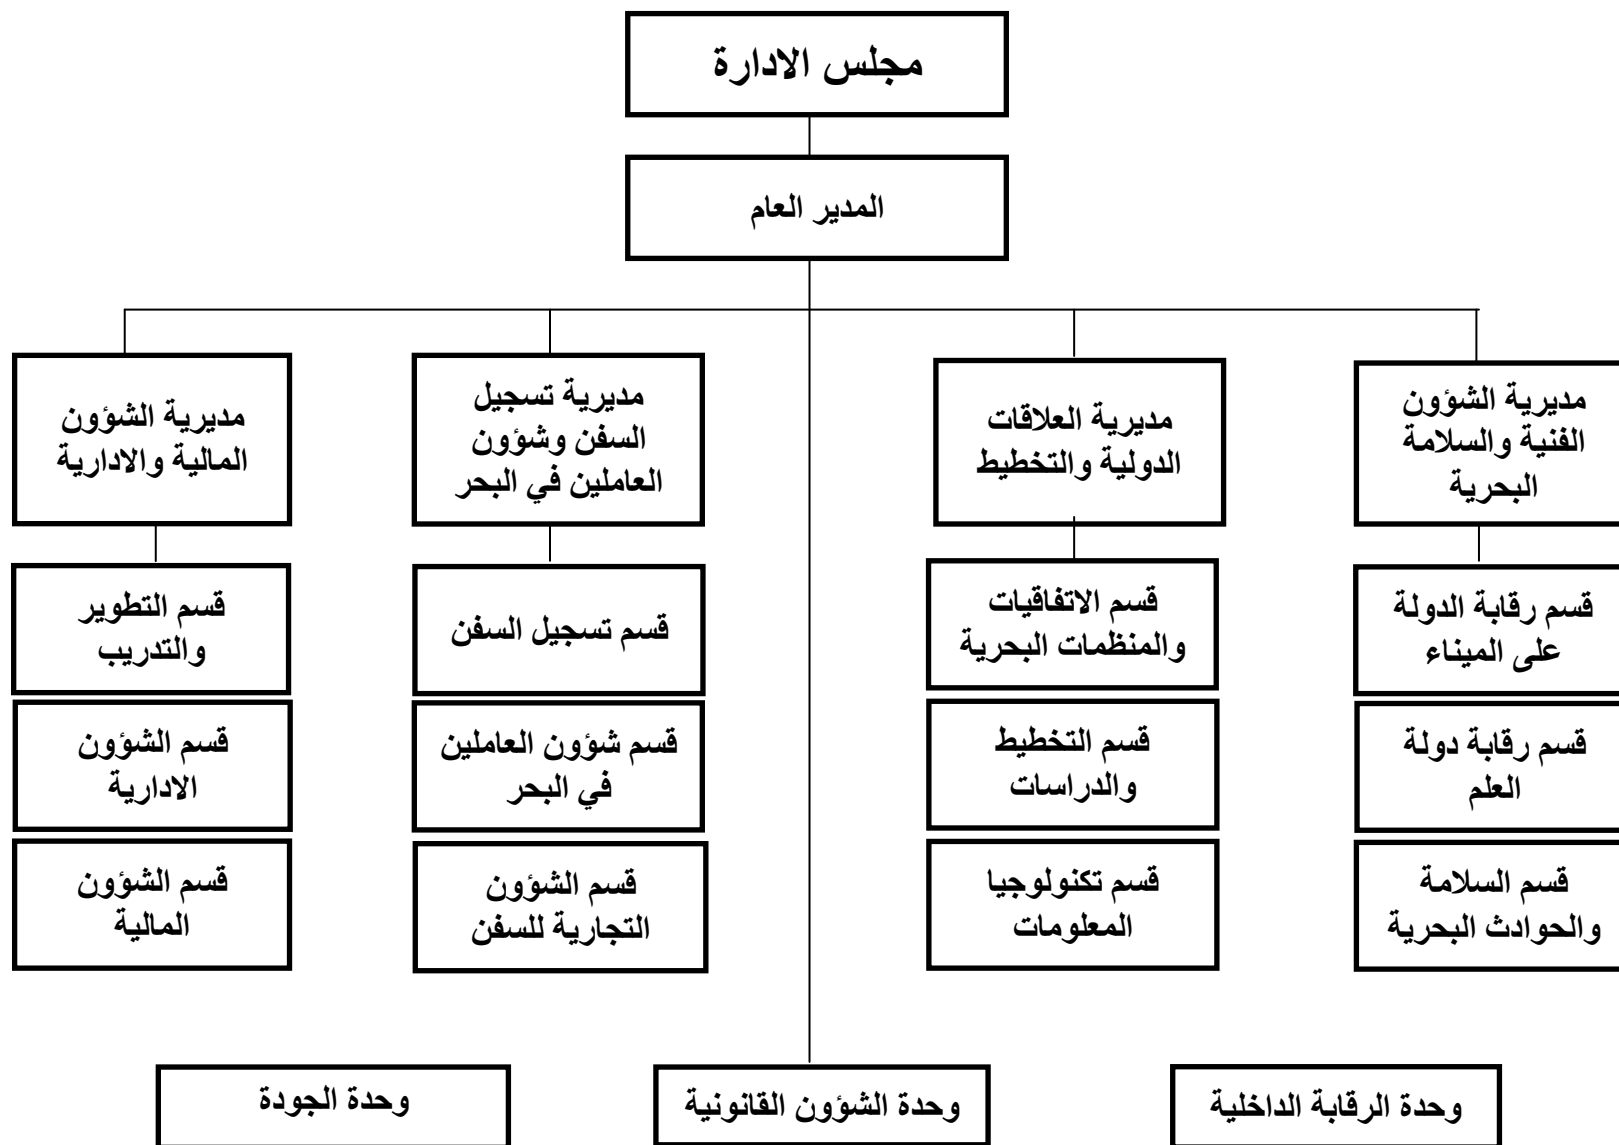 مجلس الادارة
المدير العام
مديرية الشؤون
الفنية والسلامة
البحرية
مديرية العلاقات
الدولية والتخطيط
مديرية تسجيل
السفن وشؤون
العاملين في البحر
مديرية الشؤون
المالية والادارية
قسم رقابة الدولة
على الميناء
قسم الاتفاقيات
والمنظمات البحرية
قسم تسجيل السفن
قسم التطوير
والتدريب
قسم رقابة دولة
العلم
قسم التخطيط
والدراسات
قسم شؤون العاملين
في البحر
قسم الشؤون
الادارية
قسم السلامة
والحوادث البحرية
قسم تكنولوجيا
المعلومات
قسم الشؤون
التجارية للسفن
قسم الشؤون
المالية
وحدة الرقابة الداخلية
وحدة الشؤون القانونية
وحدة الجودة